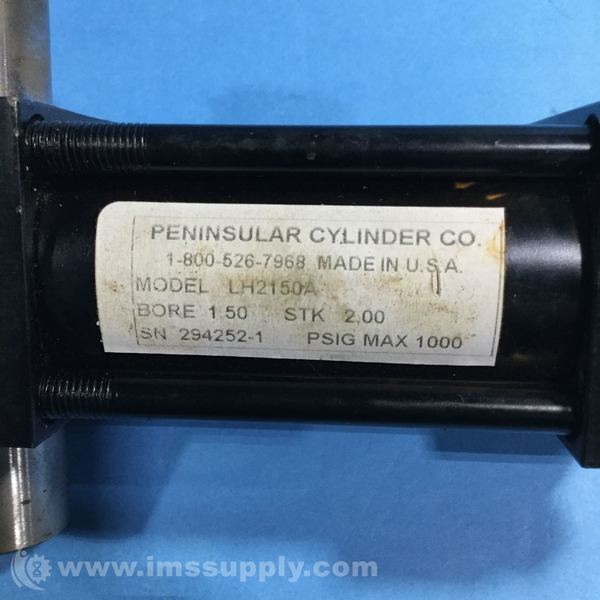 PENINSULAR CYLINDER CO.
1-800-526-7968 MADE IN U.S.A.
MODEL LH2150A
BORE 1.50 STK 2.00
SN 294252-1 PSIG MAX 1000
www.imssupply.com